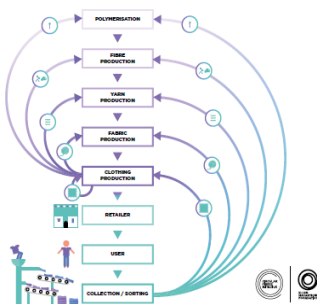 POLYMERISATION
FIBRE
PRODUCTION
YARN
PRODUCTION
FABRIC
PRODUCTION
CLOTHING
PRODUCTION
RETAILER
USER
COLLECTION / SORTING